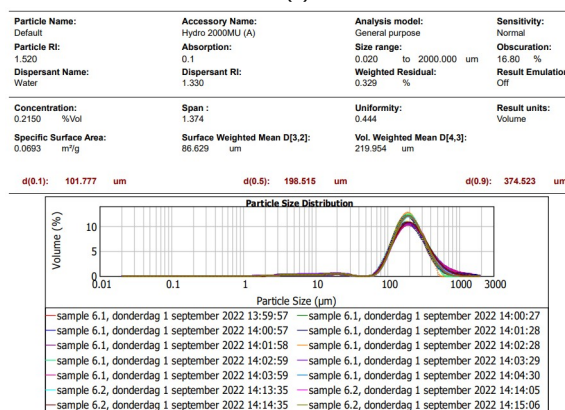 Particle Name: Accessory Name: Analysis model: Sensitivity:
Default Hydro 2000MU (A) General purpose Normal
Particle RI: Absorption: Size range: Obscuration:
1.520 0.1 0.020 to 2000.000 um 16.80 %
Dispersant Name: Dispersant RI: Weighted Residual: Result Emulation
Water 1.330 0.329 % Off
Concentration: Span : Uniformity: Result units:
0.2150 %Vol 1.374 0.444 Volume
Specific Surface Area: Surface Weighted Mean D[3,2]: Vol. Weighted Mean D[4,3]:
0.0693 m²/g 86.629 um 219.954 um
d(0.1): 101.777 um d(0.5): 198.515 um d(0.9): 374.523 um
Particle Size Distribution
Volume (%)
10
5
0
0.01 0.1 1 10 100 1000 3000
Particle Size (µm)
sample 6.1, donderdag 1 september 2022 13:59:57 sample 6.1, donderdag 1 september 2022 14:00:27
sample 6.1, donderdag 1 september 2022 14:00:57 sample 6.1, donderdag 1 september 2022 14:01:28
sample 6.1, donderdag 1 september 2022 14:01:58 sample 6.1, donderdag 1 september 2022 14:02:28
sample 6.1, donderdag 1 september 2022 14:02:59 sample 6.1, donderdag 1 september 2022 14:03:29
sample 6.1, donderdag 1 september 2022 14:03:59 sample 6.1, donderdag 1 september 2022 14:04:30
sample 6.2, donderdag 1 september 2022 14:13:35 sample 6.2, donderdag 1 september 2022 14:14:05
sample 6.2, donderdag 1 september 2022 14:14:35 sample 6.2, donderdag 1 september 2022 14:15:06